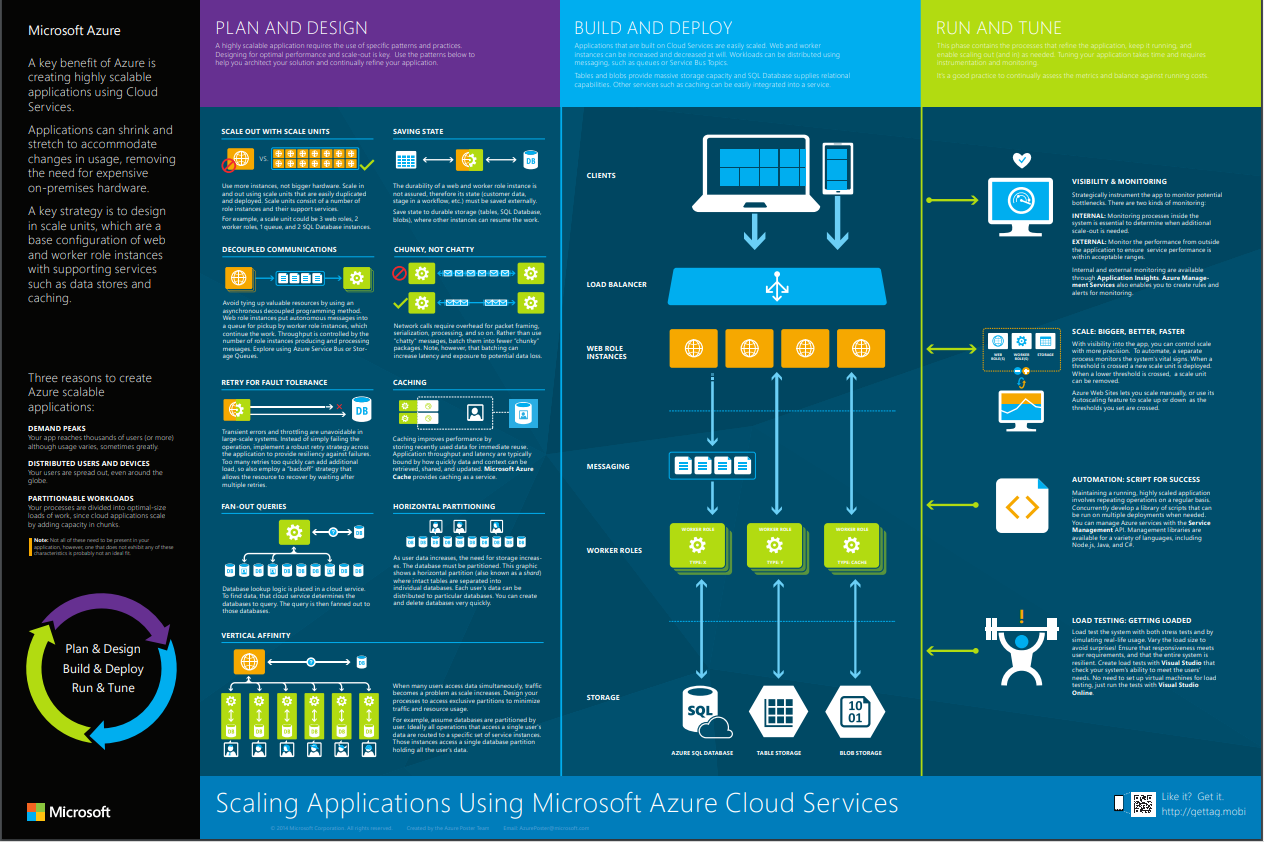 Microsoft Azure
A key benefit of Azure is
creating highly scalable
applications using Cloud
Services.
Applications can shrink and
stretch to accommodate
changes in usage, removing
the need for expensive
on-premises hardware.
A key strategy is to design
in scale units, which are a
base configuration of web
and worker role instances
with supporting services
such as data stores and
caching.
Three reasons to create
Azure scalable
applications:
DEMAND PEAKS
Your app reaches thousands of users (or more)
although usage varies, sometimes greatly.
DISTRIBUTED USERS AND DEVICES
Your users are spread out, even around the
globe.
PARTITIONABLE WORKLOADS
Your processes are divided into optimal-size
loads of work, since cloud applications scale
by adding capacity in chunks.
Note: Not all of these need to be present in your
application, however, one that does not exhibit any of these
characteristics is probably not an ideal fit.
Plan & Design
Build & Deploy
Run & Tune
Microsoft
PLAN AND DESIGN
A highly scalable application requires the use of specific patterns and practices.
Designing for optimal performance and scale-out is key. Use the patterns below to
help you architect your solution and continually refine your application.
SCALE OUT WITH SCALE UNITS
VS.
Use more instances, not bigger hardware. Scale in
and out using scale units that are easily duplicated
and deployed. Scale units consist of a number of
role instances and their support services.
For example, a scale unit could be 3 web roles, 2
worker roles, 1 queue, and 2 SQL Database instances.
SAVING STATE
DB
The durability of a web and worker role instance is
not assured, therefore its state (customer data,
stage in a workflow, etc.) must be saved externally.
Save state to durable storage (tables, SQL Database,
blobs), where other instances can resume the work.
DECOUPLED COMMUNICATIONS
Avoid tying up valuable resources by using an
asynchronous decoupled programming method.
Web role instances put autonomous messages into
a queue for pickup by worker role instances, which
continue the work. Throughput is controlled by the
number of role instances producing and processing
messages. Explore using Azure Service Bus or Stor-
age Queues.
CHUNKY, NOT CHATTY
Network calls require overhead for packet framing,
serialization, processing, and so on. Rather than use
"chatty" messages, batch them into fewer "chunky"
packages. Note, however, that batching can
increase latency and exposure to potential data loss.
RETRY FOR FAULT TOLERANCE
DB
Transient errors and throttling are unavoidable in
large-scale systems. Instead of simply failing the
operation, implement a robust retry strategy across
the application to provide resiliency against failures.
Too many retries too quickly can add additional
load, so also employ a "backoff" strategy that
allows the resource to recover by waiting after
multiple retries.
CACHING
Caching improves performance by
storing recently used data for immediate reuse.
Application throughput and latency are typically
bound by how quickly data and context can be
retrieved, shared, and updated. Microsoft Azure
Cache provides caching as a service.
FAN-OUT QUERIES
DB
Database lookup logic is placed in a cloud service.
To find data, that cloud service determines the
databases to query. The query is then fanned out to
those databases.
HORIZONTAL PARTITIONING
As user data increases, the need for storage increas-
es. The database must be partitioned. This graphic
shows a horizontal partition (also known as a shard)
where intact tables are separated into
individual databases. Each user's data can be
distributed to particular databases. You can create
and delete databases very quickly.
VERTICAL AFFINITY
DB
When many users access data simultaneously, traffic
becomes a problem as scale increases. Design your
processes to access exclusive partitions to minimize
traffic and resource usage.
For example, assume databases are partitioned by
user. Ideally all operations that access a single user's
data are routed to a specific set of service instances.
Those instances access a single database partition
holding all the user's data.
BUILD AND DEPLOY
Applications that are built on Cloud Services are easily scaled. Web and worker
instances can be increased and decreased at will. Workloads can be distributed using
messaging, such as queues or Service Bus Topics.
Tables and blobs provide massive storage capacity and SQL Database supplies relational
capabilities. Other services such as caching can be easily integrated into a service.
CLIENTS
LOAD BALANCER
WEB ROLE
INSTANCES
MESSAGING
WORKER ROLES
WORKER ROLE
TYPE: X
WORKER ROLE
TYPE: Y
WORKER ROLE
TYPE: CACHE
STORAGE
SQL
10
01
AZURE SQL DATABASE
TABLE STORAGE
BLOB STORAGE
RUN AND TUNE
This phase contains the processes that refine the application, keep it running, and
enable scaling out (and in) as needed. Tuning your application takes time and requires
instrumentation and monitoring.
It's a good practice to continually assess the metrics and balance against running costs.
VISIBILITY & MONITORING
Strategically instrument the app to monitor potential
bottlenecks. There are two kinds of monitoring:
INTERNAL: Monitoring processes inside the
system is essential to determine when additional
scale-out is needed.
EXTERNAL: Monitor the performance from outside
the application to ensure service performance is
within acceptable ranges.
Internal and external monitoring are available
through Application Insights. Azure Manage-
ment Services also enables you to create rules and
alerts for monitoring.
WEB
ROLE(S)
WORKER
ROLE(S)
STORAGE
SCALE: BIGGER, BETTER, FASTER
With visibility into the app, you can control scale
with more precision. To automate, a separate
process monitors the system's vital signs. When a
threshold is crossed a new scale unit is deployed.
When a lower threshold is crossed, a scale unit
can be removed.
Azure Web Sites lets you scale manually, or use its
Autoscaling feature to scale up or down as the
thresholds you set are crossed.
AUTOMATION: SCRIPT FOR SUCCESS
Maintaining a running, highly scaled application
involves repeating operations on a regular basis.
Concurrently develop a library of scripts that can
be run on multiple deployments when needed.
You can manage Azure services with the Service
Management API. Management libraries are
available for a variety of languages, including
Node.js, Java, and C#.
LOAD TESTING: GETTING LOADED
Load test the system with both stress tests and by
simulating real-life usage. Vary the load size to
avoid surprises! Ensure that responsiveness meets
user requirements, and that the entire system is
resilient. Create load tests with Visual Studio that
check your system's ability to meet the users'
needs. No need to set up virtual machines for load
testing, just run the tests with Visual Studio
Online.
Scaling Applications Using Microsoft Azure Cloud Services
© 2014 Microsoft Corporation. All rights reserved. Created by the Azure Poster Team Email: AzurePoster@microsoft.com
Like it? Get it.
http://gettag.mobi